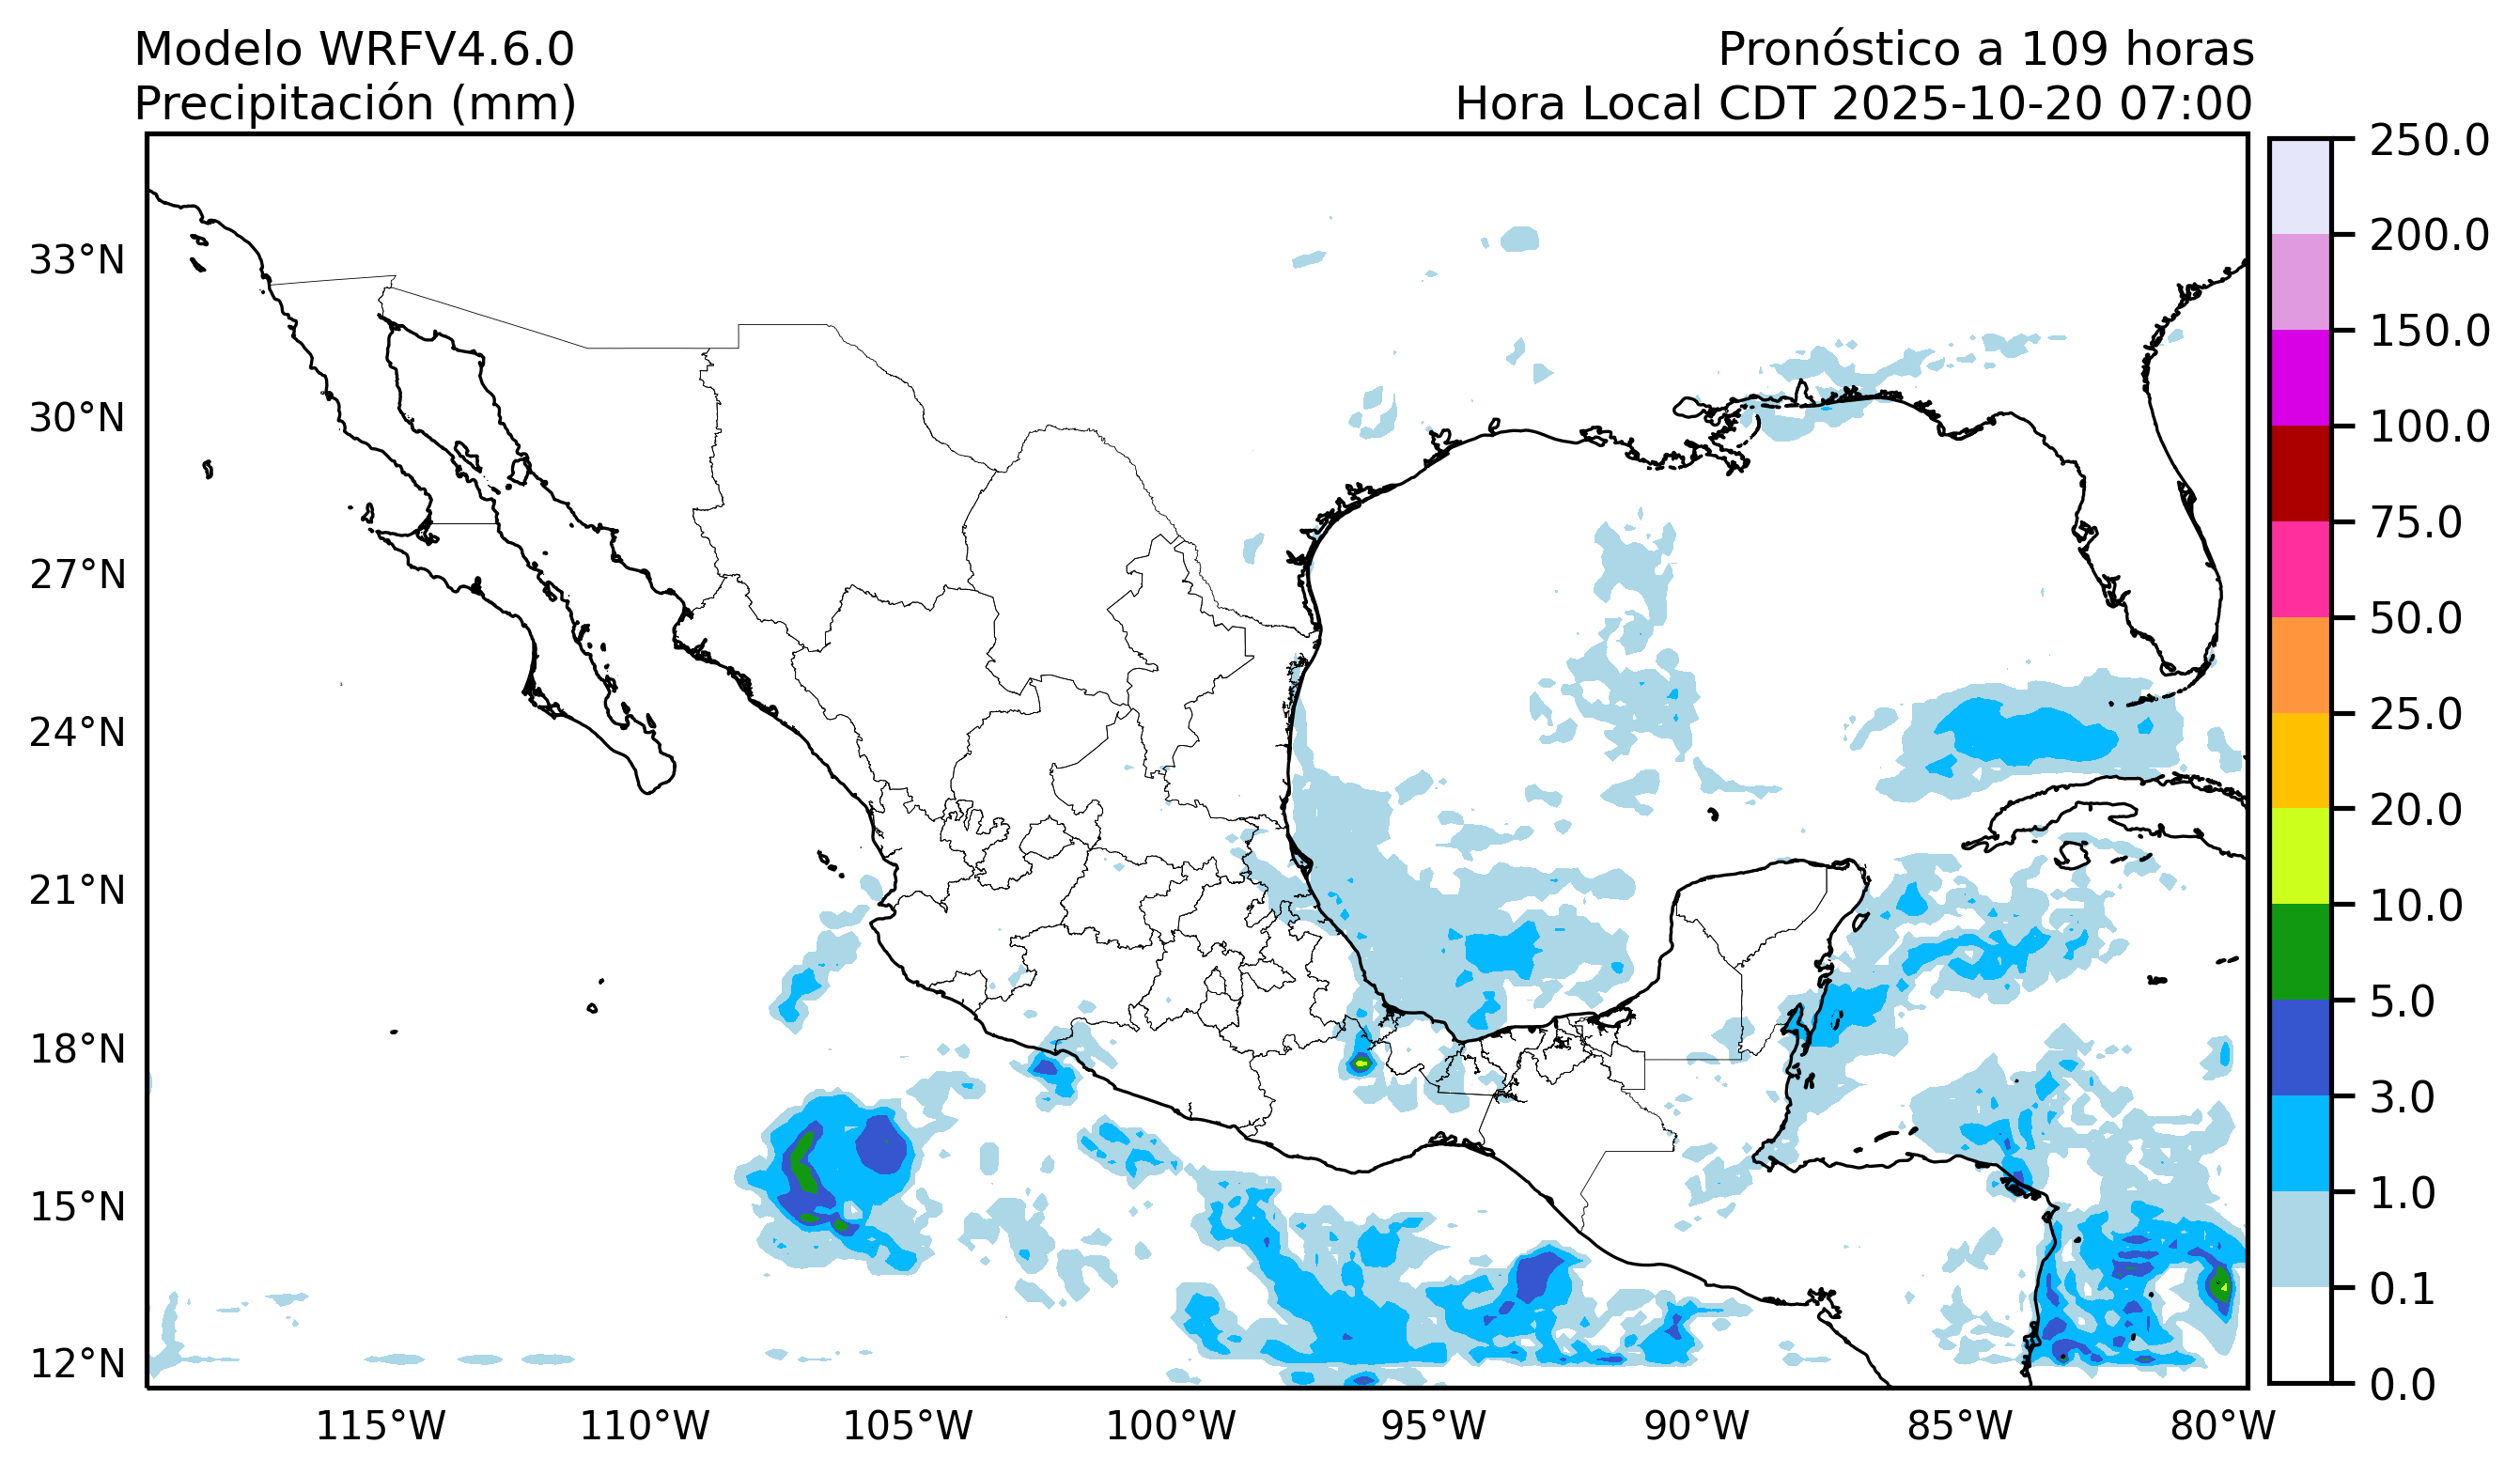 Modelo WRFV4.6.0
Precipitación (mm)
Pronóstico a 109 horas
Hora Local CDT 2025-10-20 07:00
33°N
30°N
27°N
24°N
21°N
18°N
15°N
12°N
115°W
110°W
105°W
100°W
95°W
90°W
85°W
80°W
250.0
200.0
150.0
100.0
75.0
50.0
25.0
20.0
10.0
5.0
3.0
1.0
0.1
0.0